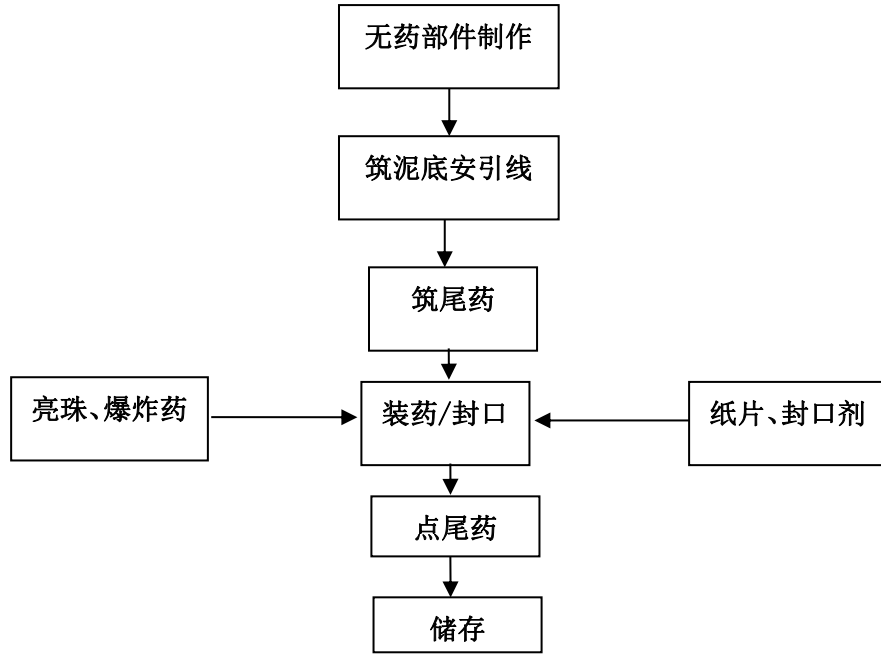 无药部件制作
筑泥底安引线
筑尾药
亮珠、爆炸药
装药/封口
纸片、封口剂
点尾药
储存